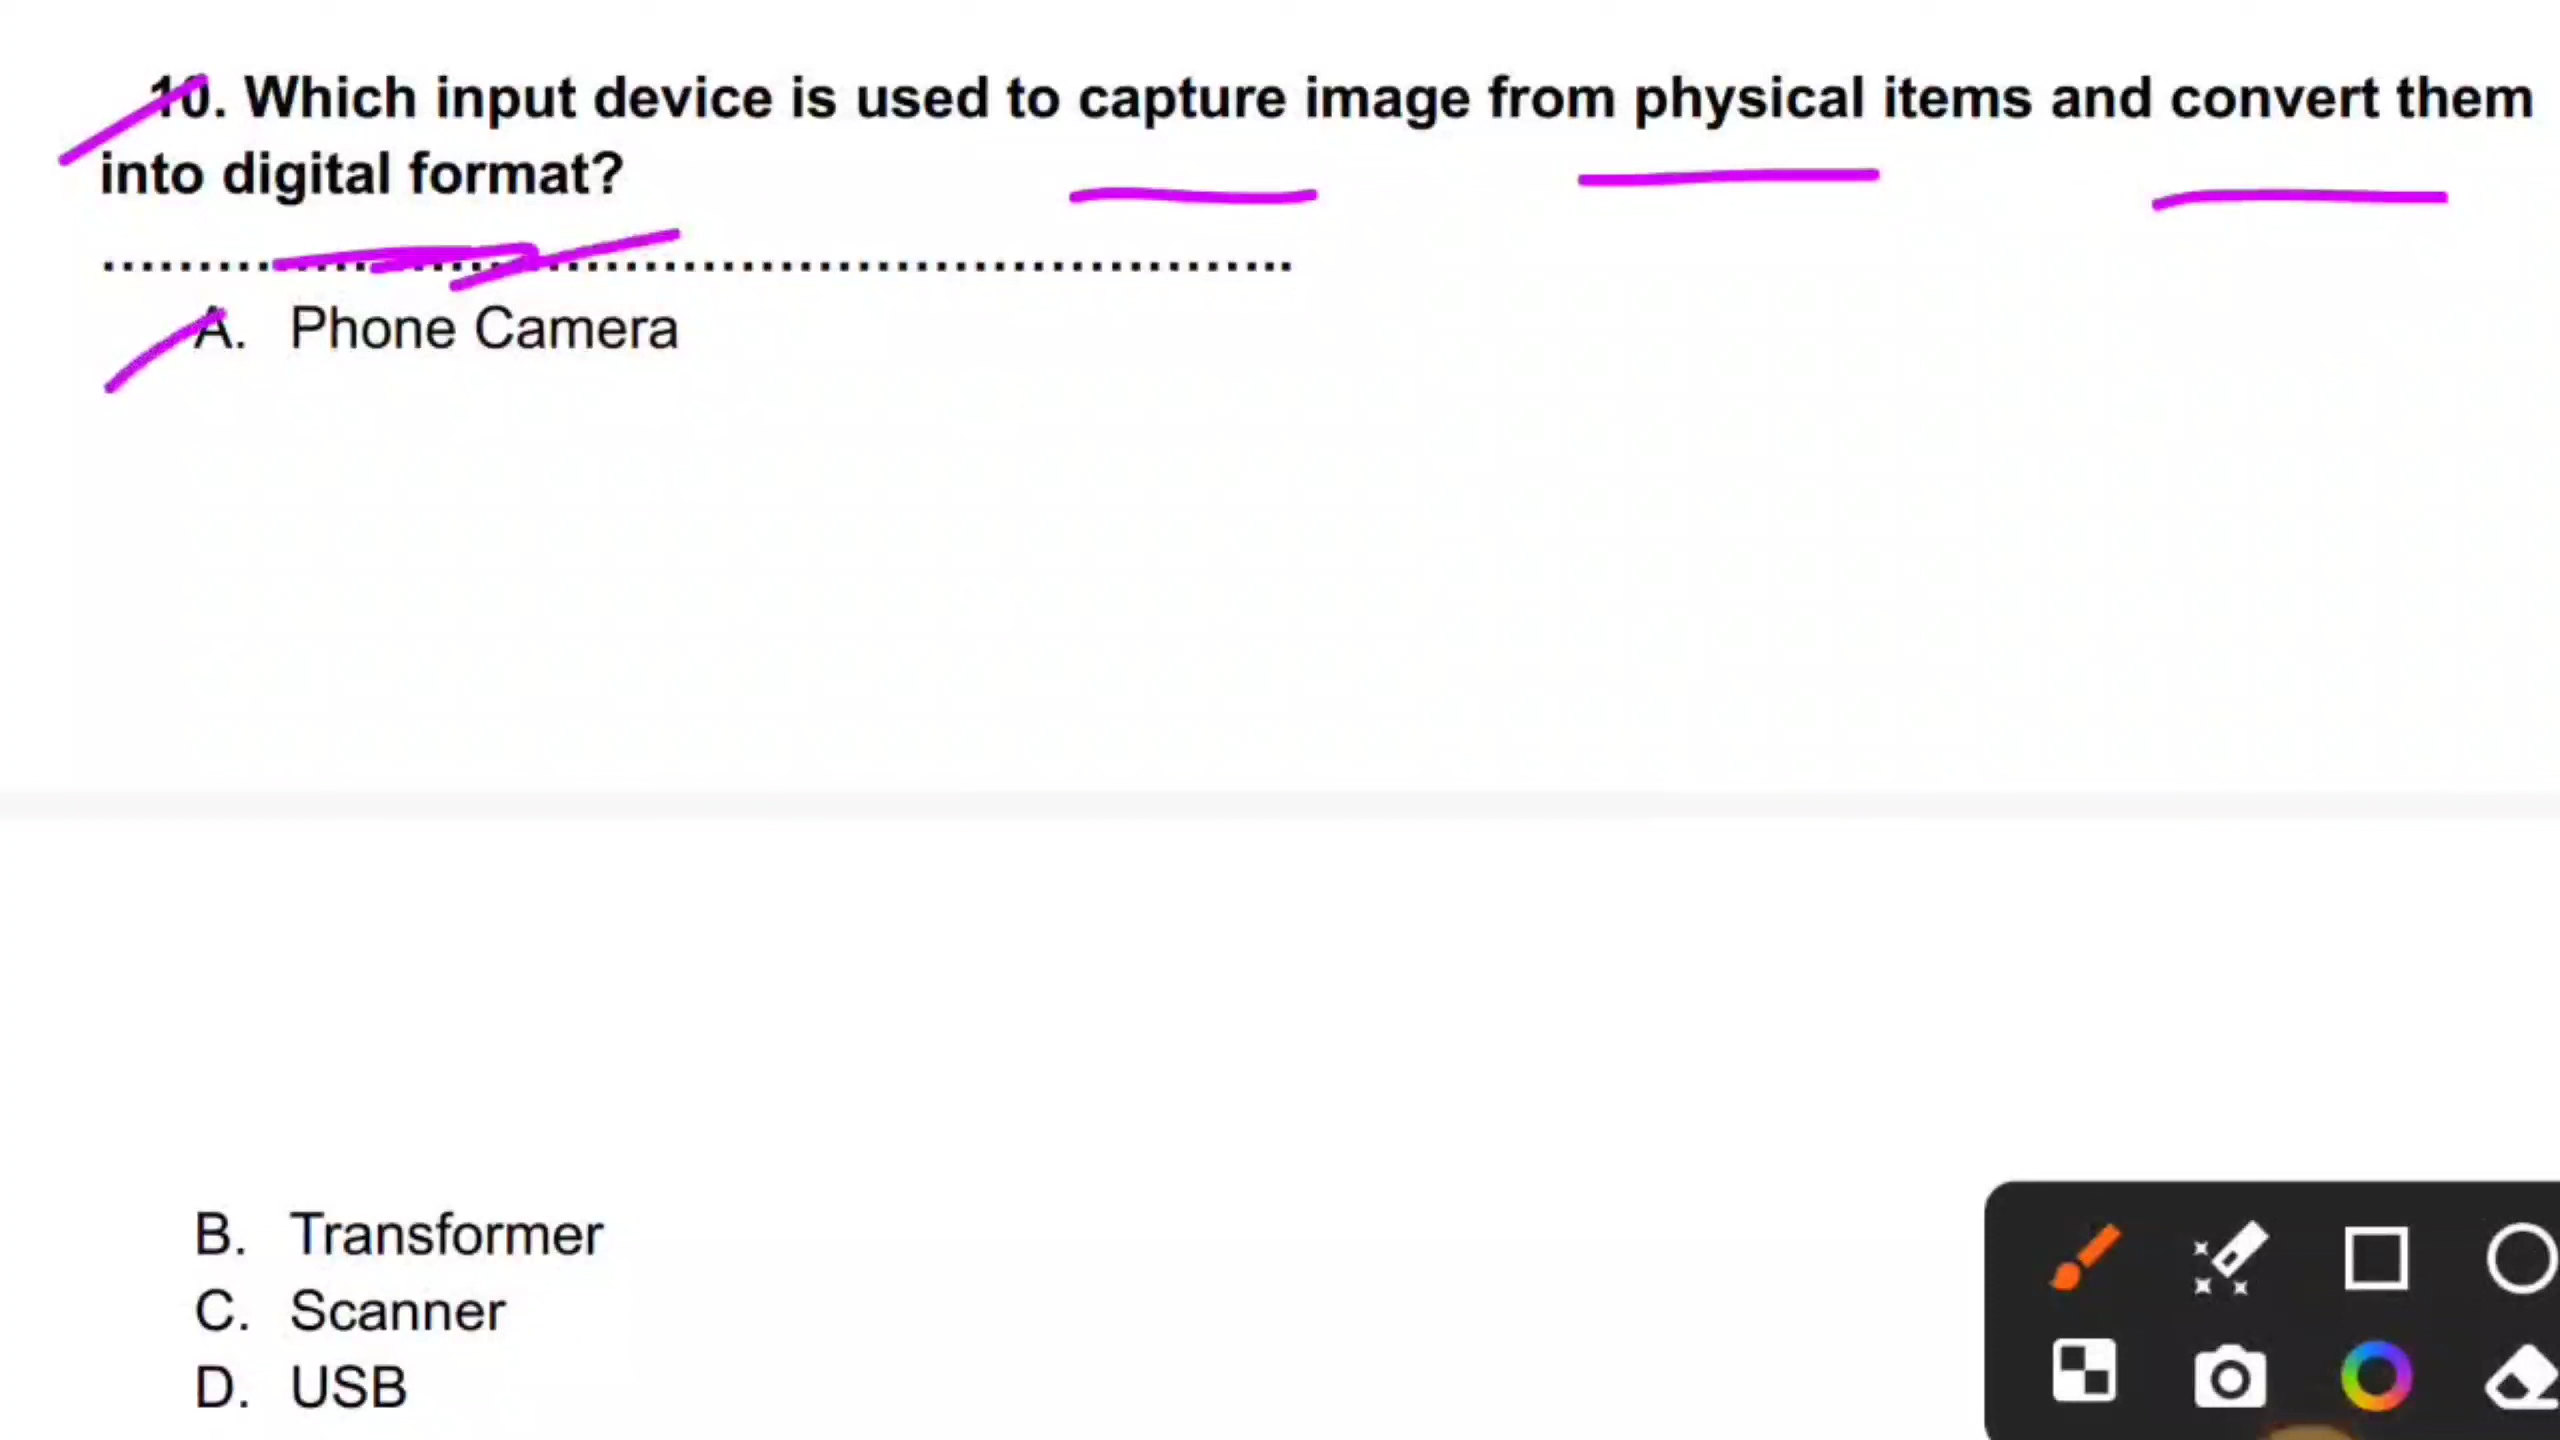 10. Which input device is used to capture image from physical items and convert them
into digital format?
..............................................................
A. Phone Camera
B. Transformer
C. Scanner
D. USB